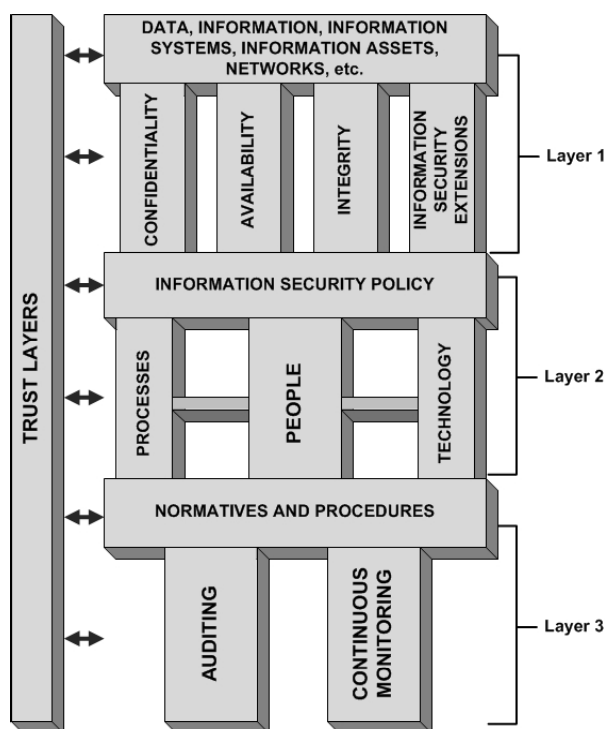 DATA, INFORMATION, INFORMATION
SYSTEMS, INFORMATION ASSETS,
NETWORKS, etc.
CONFIDENTIALITY
AVAILABILITY
INTEGRITY
INFORMATION
SECURITY
EXTENSIONS
Layer 1
TRUST LAYERS
INFORMATION SECURITY POLICY
PROCESSES
PEOPLE
TECHNOLOGY
Layer 2
NORMATIVES AND PROCEDURES
AUDITING
CONTINUOUS
MONITORING
Layer 3